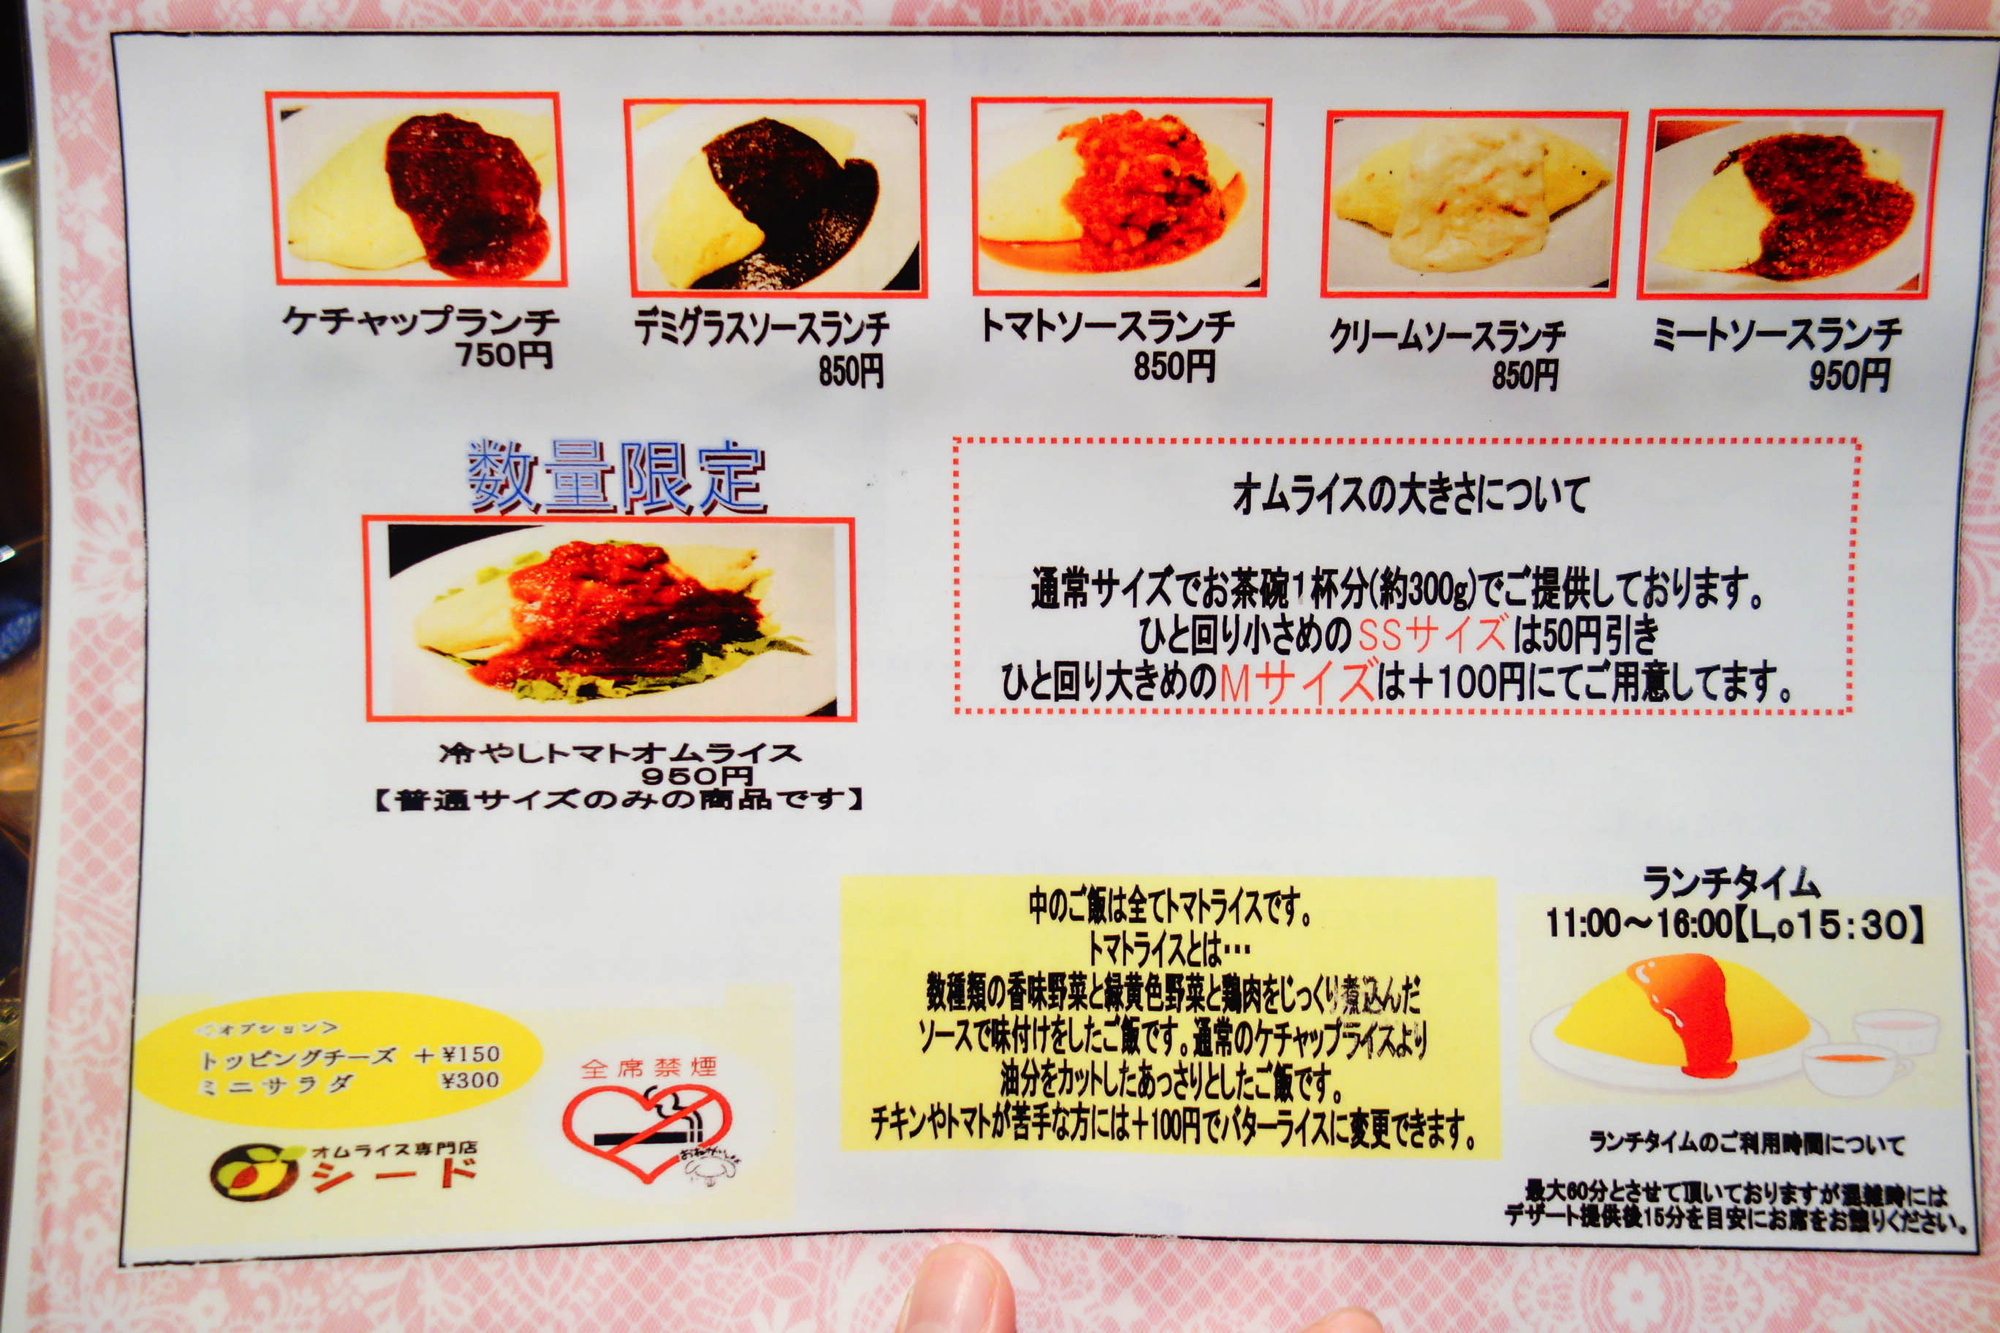 ケチャップランチ
750円
デミグラスソースランチ
850円
トマトソースランチ
850円
クリームソースランチ
850円
ミートソースランチ
950円
数量限定
冷やしトマトオムライス
950円
【普通サイズのみの商品です】
オムライスの大きさについて
通常サイズでお茶碗1杯分(約300g)でご提供しております。
ひと回り小さめのSSサイズは50円引き
ひと回り大きめのMサイズは+100円にてご用意してます。
中のご飯は全てトマトライスです。
トマトライスとは…
数種類の香味野菜と緑黄色野菜と鶏肉をじっくり煮込んだ
ソースで味付けをしたご飯です。通常のケチャップライスより
油分をカットしたあっさりとしたご飯です。
チキンやトマトが苦手な方には+100円でバターライスに変更できます。
ランチタイム
11:00～16:00【L,o15:30】
ランチタイムのご利用時間について
最大60分とさせて頂いておりますが混雑時には
デザート提供後15分を目安にお席をお譲りください。
<オプション>
トッピングチーズ +¥150
ミニサラダ ¥300
オムライス専門店
シード
全席禁煙